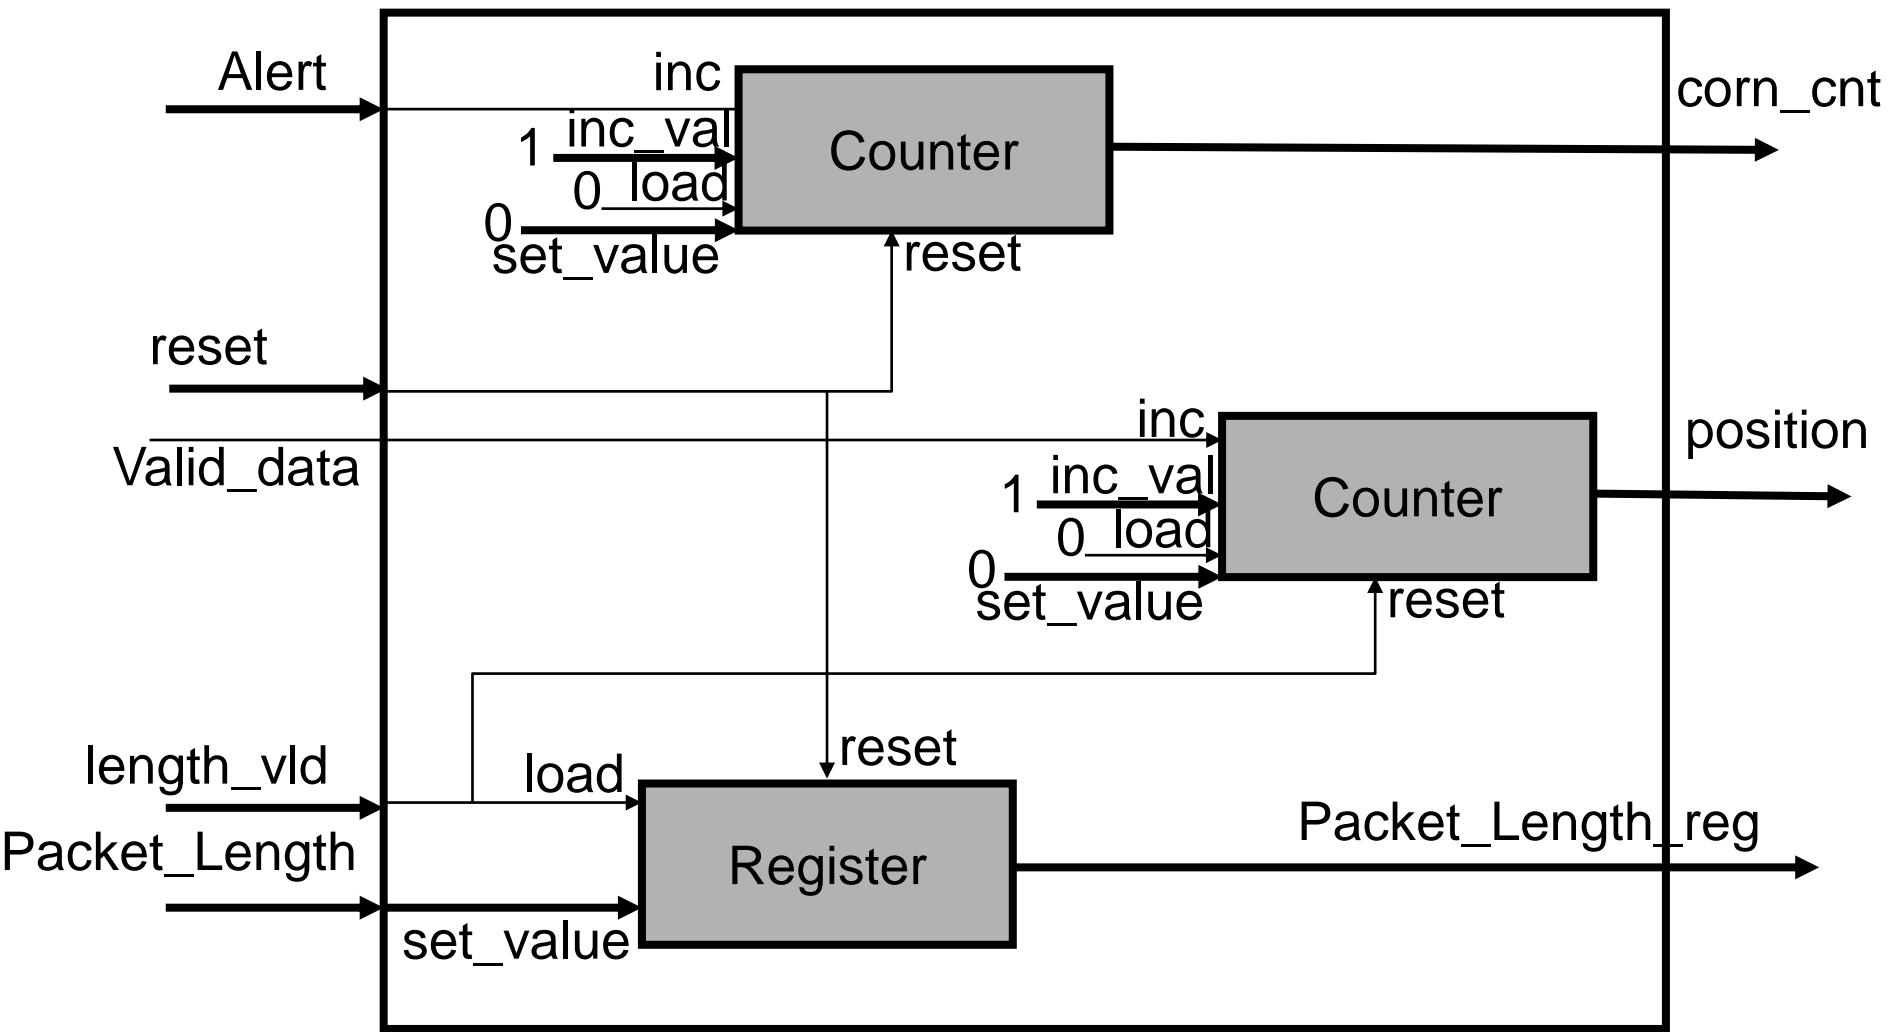 Alert
inc
corn_cnt
inc_val
1
Counter
load
0
0
set_value
reset
reset
inc
position
Valid_data
inc_val
1
Counter
load
0
0
set_value
reset
reset
length_vld
load
Packet_Length_reg
Packet_Length
Register
set_value